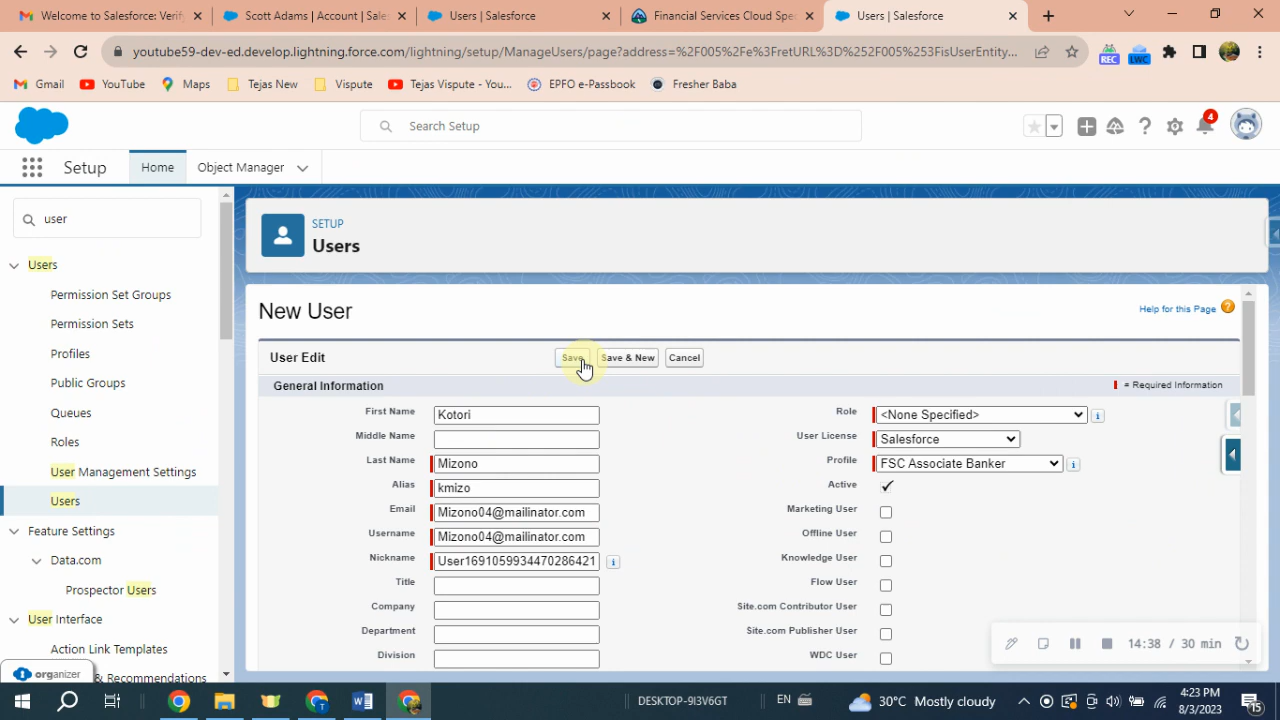 Welcome to Salesforce: Verify
Scott Adams | Account | Sale
Users | Salesforce
Financial Services Cloud Spe
Users | Salesforce
youtube59-dev-ed.develop.lightning.force.com/lightning/setup/ManageUsers/page?address=%2F005%2Fe%3FretURL%3D%252F005%253FisUserEntity...
Gmail YouTube Maps Tejas New Vispute Tejas Vispute - You... EPFO e-Passbook Fresher Baba
Search Setup
4
Setup Home Object Manager
user
Users
Permission Set Groups
Permission Sets
Profiles
Public Groups
Queues
Roles
User Management Settings
Users
Feature Settings
Data.com
Prospector Users
User Interface
Action Link Templates
& Recommendations
organizer
SETUP
Users
New User
Help for this Page
User Edit Save Save & New Cancel
General Information = Required Information
First Name Kotori Role <None Specified>
Middle Name User License Salesforce
Last Name Mizono Profile FSC Associate Banker
Alias kmizo Active
Email Mizono04@mailinator.com Marketing User
Username Mizono04@mailinator.com Offline User
Nickname User1691059934470286421 Knowledge User
Title Flow User
Company Site.com Contributor User
Department Site.com Publisher User
Division WDC User
14:38 / 30 min
REC LWC
DESKTOP-9I3V6GT EN 30°C Mostly cloudy 4:23 PM
8/3/2023
15